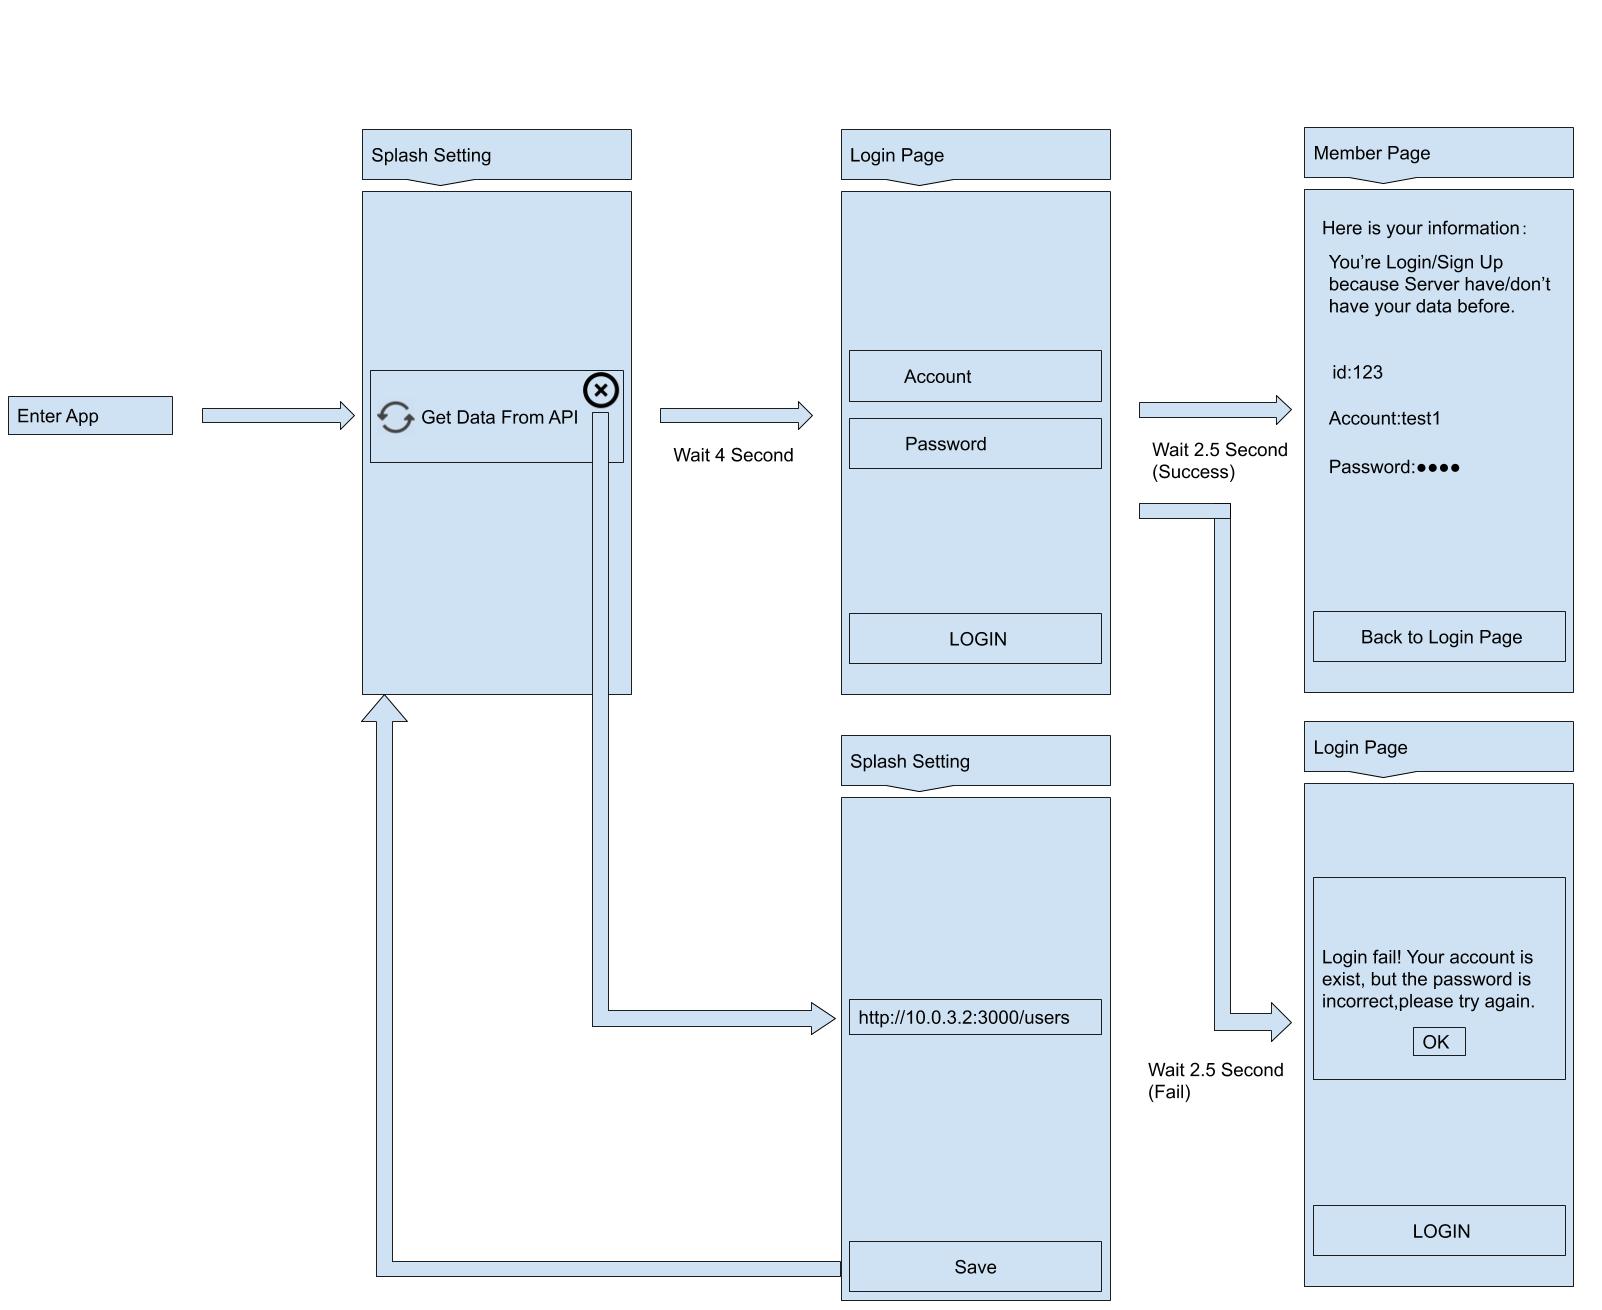 Enter App
Splash Setting
Get Data From API
Wait 4 Second
Login Page
Account
Password
LOGIN
Wait 2.5 Second
(Success)
Member Page
Here is your information：
You’re Login/Sign Up
because Server have/don’t
have your data before.
id:123
Account:test1
Password:●●●●
Back to Login Page
Splash Setting
http://10.0.3.2:3000/users
Save
Wait 2.5 Second
(Fail)
Login Page
Login fail! Your account is
exist, but the password is
incorrect,please try again.
OK
LOGIN